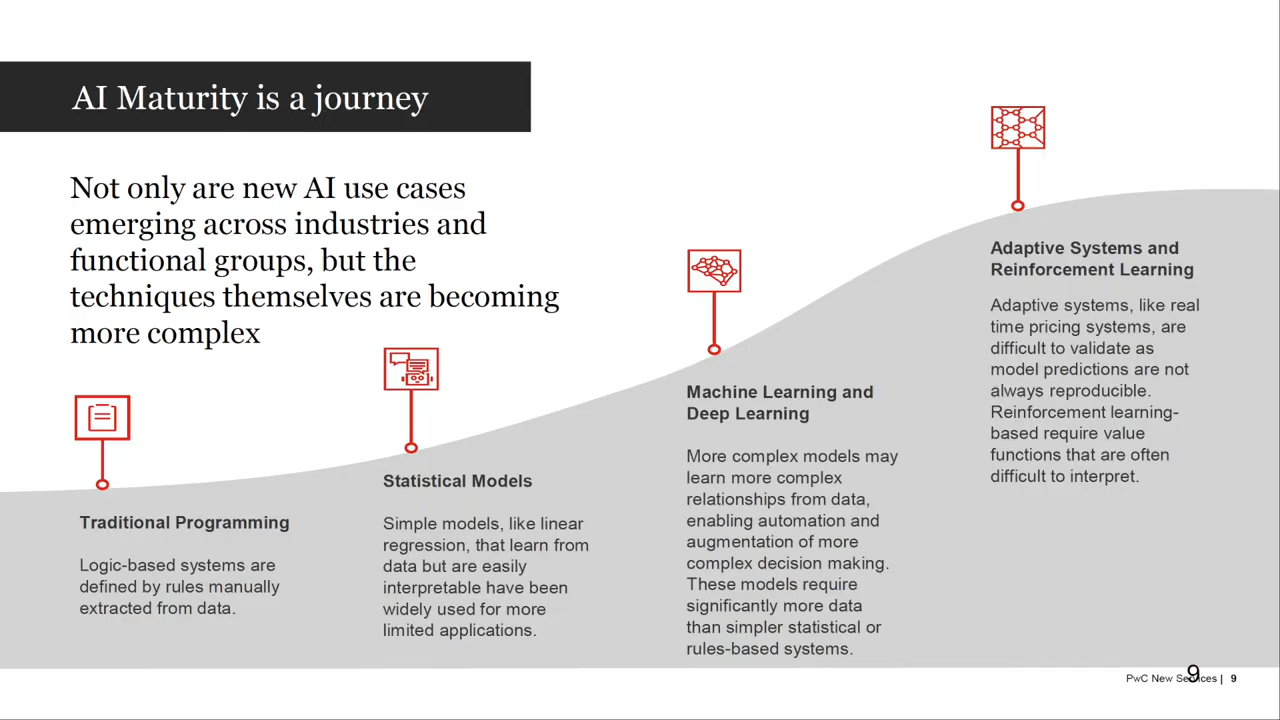 AI Maturity is a journey
Not only are new AI use cases
emerging across industries and
functional groups, but the
techniques themselves are becoming
more complex
Traditional Programming
Logic-based systems are
defined by rules manually
extracted from data.
Statistical Models
Simple models, like linear
regression, that learn from
data but are easily
interpretable have been
widely used for more
limited applications.
Machine Learning and
Deep Learning
More complex models may
learn more complex
relationships from data,
enabling automation and
augmentation of more
complex decision making.
These models require
significantly more data
than simpler statistical or
rules-based systems.
Adaptive Systems and
Reinforcement Learning
Adaptive systems, like real
time pricing systems, are
difficult to validate as
model predictions are not
always reproducible.
Reinforcement learning-
based require value
functions that are often
difficult to interpret.
PwC New Services | 9
9